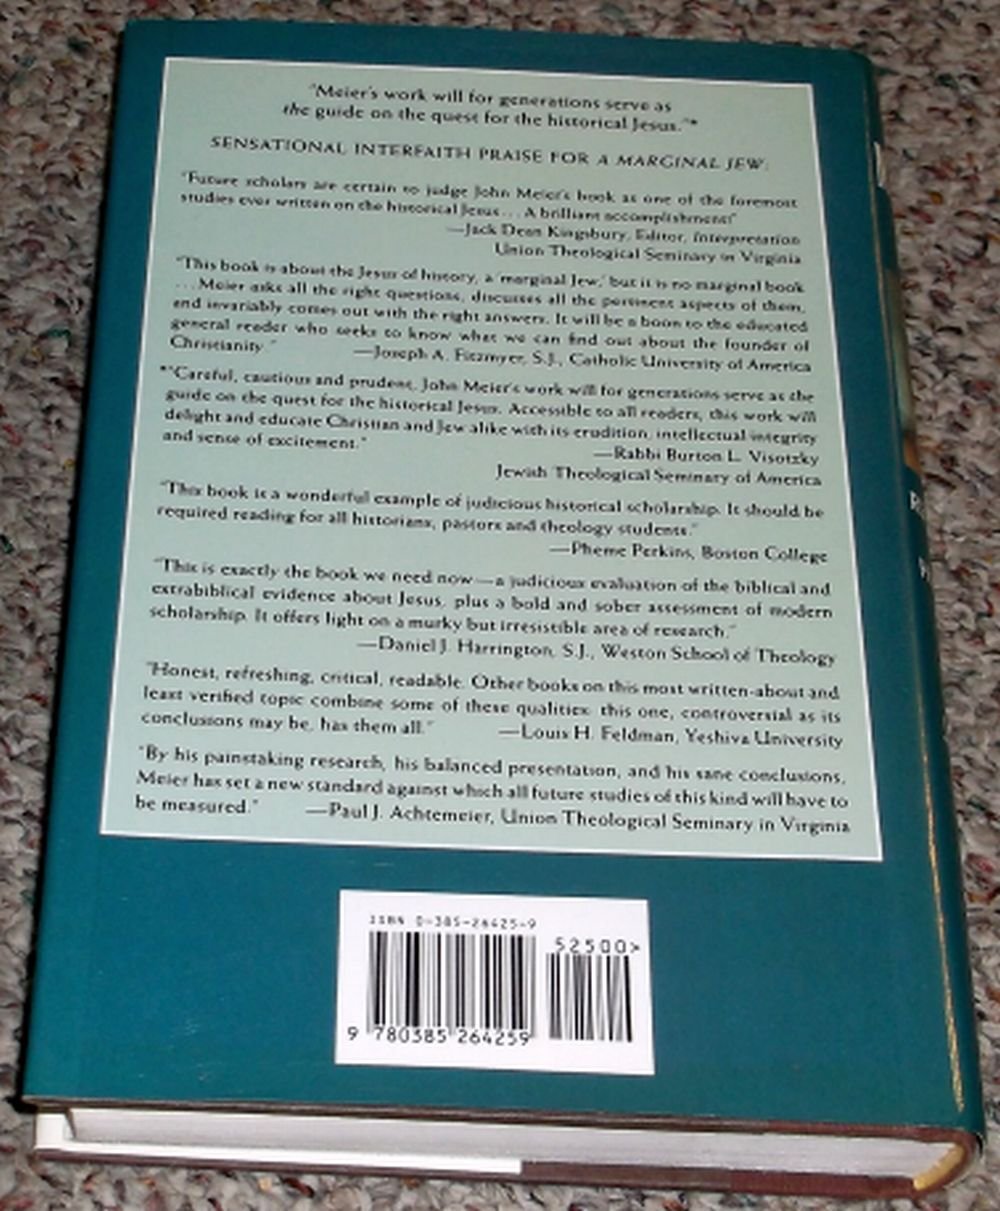 "Meier's work will for generations serve as
the guide on the quest for the historical Jesus."*
SENSATIONAL INTERFAITH PRAISE FOR A MARGINAL JEW:
"Future scholars are certain to judge John Meier's book as one of the foremost
studies ever written on the historical Jesus... A brilliant accomplishment!"
—Jack Dean Kingsbury, Editor, Interpretation
Union Theological Seminary in Virginia
"This book is about the Jesus of history, a 'marginal Jew,' but it is no marginal book
...Meier asks all the right questions, discusses all the pertinent aspects of them,
and invariably comes out with the right answers. It will be a boon to the educated
general reader who seeks to know what we can find out about the founder of
Christianity." —Joseph A. Fitzmyer, S.J., Catholic University of America
*"Careful, cautious and prudent, John Meier's work will for generations serve as the
guide on the quest for the historical Jesus. Accessible to all readers, this work will
delight and educate Christian and Jew alike with its erudition, intellectual integrity
and sense of excitement."
—Rabbi Burton L. Visotzky
Jewish Theological Seminary of America
"This book is a wonderful example of judicious historical scholarship. It should be
required reading for all historians, pastors and theology students."
—Pheme Perkins, Boston College
"This is exactly the book we need now—a judicious evaluation of the biblical and
extrabiblical evidence about Jesus, plus a bold and sober assessment of modern
scholarship. It offers light on a murky but irresistible area of research."
—Daniel J. Harrington, S.J., Weston School of Theology
"Honest, refreshing, critical, readable. Other books on this most written-about and
least verified topic combine some of these qualities: this one, controversial as its
conclusions may be, has them all." —Louis H. Feldman, Yeshiva University
"By his painstaking research, his balanced presentation, and his sane conclusions,
Meier has set a new standard against which all future studies of this kind will have to
be measured." —Paul J. Achtemeier, Union Theological Seminary in Virginia
ISBN 0-385-26425-9
52500>
9 780385 264259